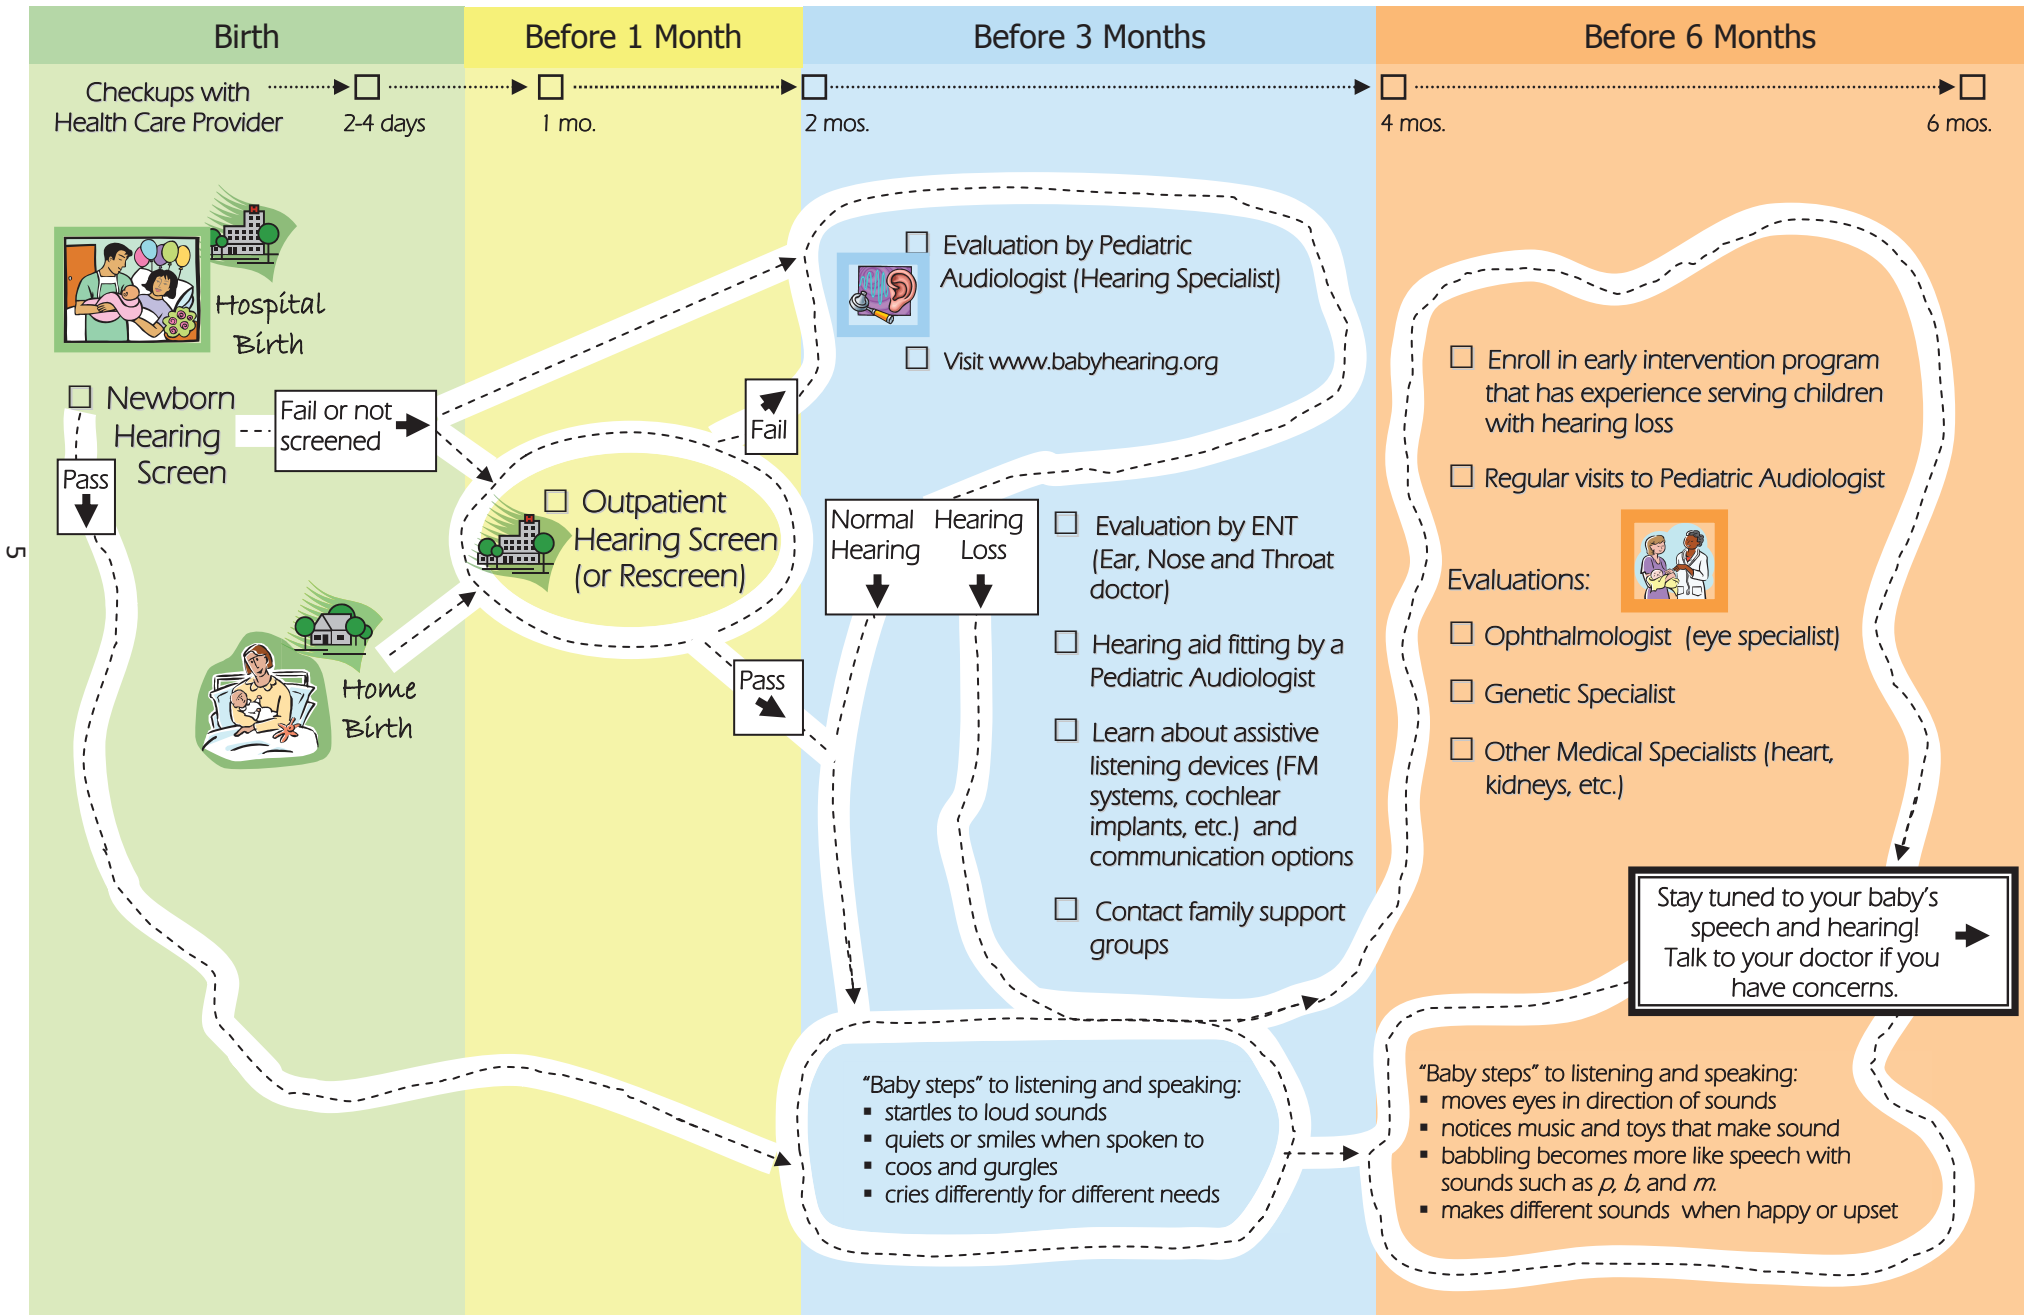 Birth
Before 1 Month
Before 3 Months
Before 6 Months
Checkups with
Health Care Provider
2-4 days
1 mo.
2 mos.
4 mos.
6 mos.
Hospital
Birth
Newborn
Hearing
Screen
Fail or not
screened
Pass
Home
Birth
5
Outpatient
Hearing Screen
(or Rescreen)
Fail
Pass
Evaluation by Pediatric
Audiologist (Hearing Specialist)
Visit www.babyhearing.org
Normal
Hearing
Hearing
Loss
Evaluation by ENT
(Ear, Nose and Throat
doctor)
Hearing aid fitting by a
Pediatric Audiologist
Learn about assistive
listening devices (FM
systems, cochlear
implants, etc.) and
communication options
Contact family support
groups
"Baby steps" to listening and speaking:
▪ startles to loud sounds
▪ quiets or smiles when spoken to
▪ coos and gurgles
▪ cries differently for different needs
Enroll in early intervention program
that has experience serving children
with hearing loss
Regular visits to Pediatric Audiologist
Evaluations:
Ophthalmologist (eye specialist)
Genetic Specialist
Other Medical Specialists (heart,
kidneys, etc.)
Stay tuned to your baby's
speech and hearing!
Talk to your doctor if you
have concerns.
"Baby steps" to listening and speaking:
▪ moves eyes in direction of sounds
▪ notices music and toys that make sound
▪ babbling becomes more like speech with
sounds such as p, b, and m.
▪ makes different sounds when happy or upset